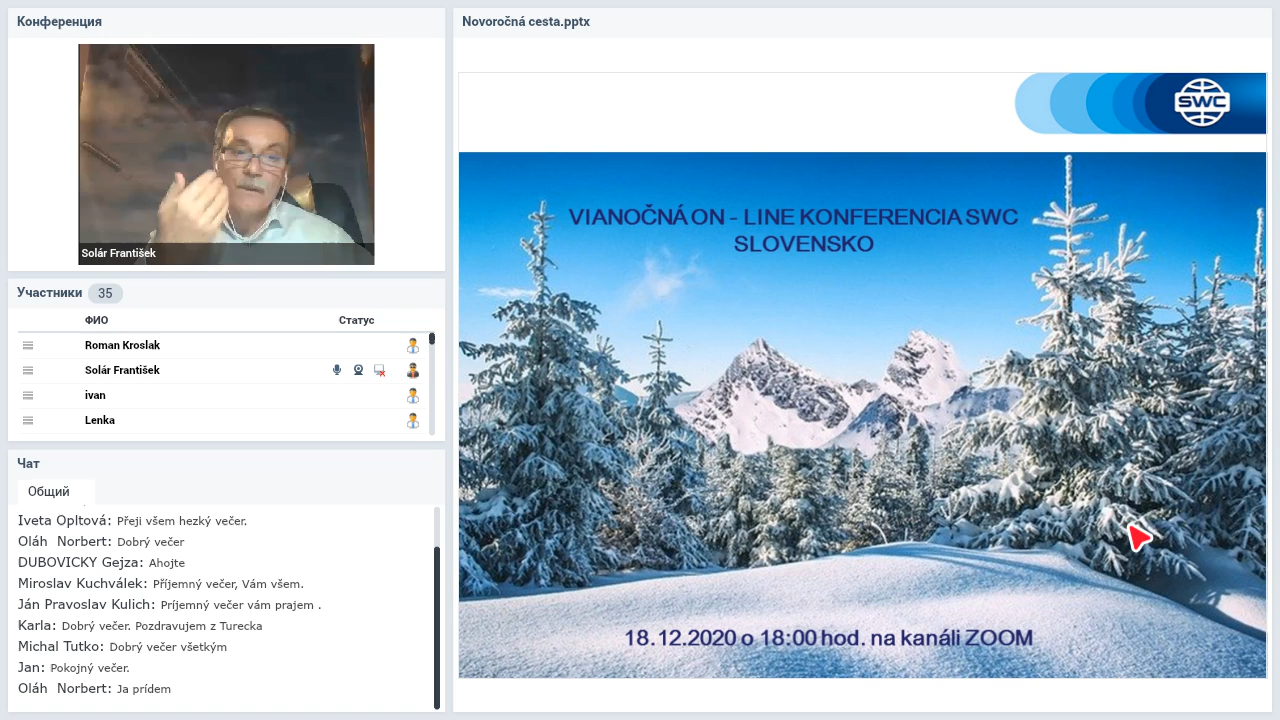 Конференция
Solár František
Участники 35
ФИО Статус
Roman Kroslak
Solár František
ivan
Lenka
Чат
Общий
Iveta Opltová: Přeji všem hezký večer.
Oláh Norbert: Dobrý večer
DUBOVICKY Gejza: Ahojte
Miroslav Kuchválek: Příjemný večer, Vám všem.
Ján Pravoslav Kulich: Príjemný večer vám prajem .
Karla: Dobrý večer. Pozdravujem z Turecka
Michal Tutko: Dobrý večer všetkým
Jan: Pokojný večer.
Oláh Norbert: Ja prídem
Novoročná cesta.pptx
SWC
VIANOČNÁ ON - LINE KONFERENCIA SWC
SLOVENSKO
18.12.2020 o 18:00 hod. na kanáli ZOOM